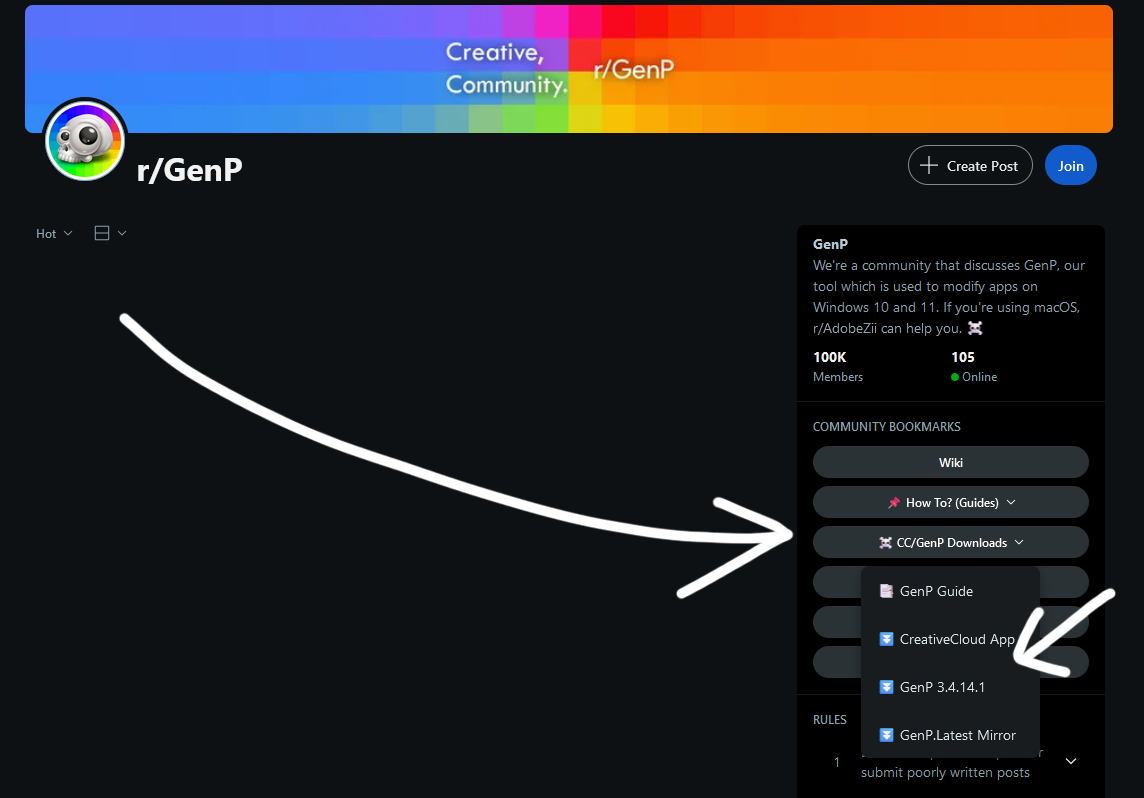 Creative,
Community.
r/GenP
r/GenP
Create Post
Join
Hot
GenP
We're a community that discusses GenP, our
tool which is used to modify apps on
Windows 10 and 11. If you're using macOS,
r/AdobeZii can help you. ☠️
100K
105
Members
Online
COMMUNITY BOOKMARKS
Wiki
📌 How To? (Guides)
☠️ CC/GenP Downloads
GenP Guide
CreativeCloud App
GenP 3.4.14.1
GenP.Latest Mirror
RULES
1
submit poorly written posts